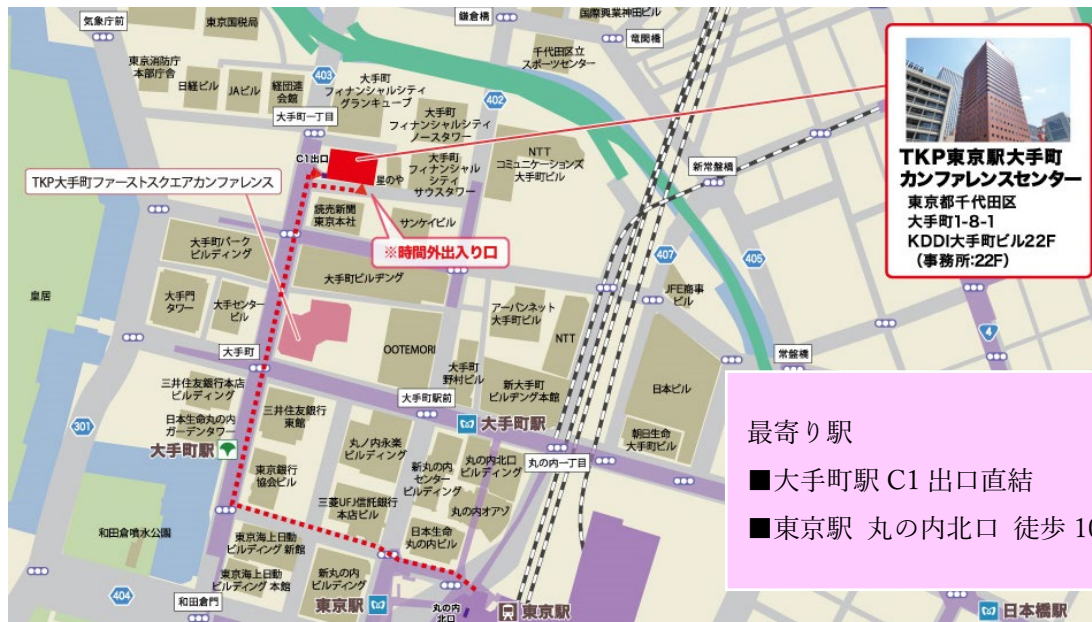 気象庁前
東京国税局
鎌倉橋
国際興業神田ビル
竜閑橋
東京消防庁
本部庁舎
日経ビル
JAビル
経団連
会館
403
大手町
フィナンシャルシティ
グランキューブ
千代田区立
スポーツセンター
402
大手町一丁目
大手町
フィナンシャルシティ
ノースタワー
C1出口
星のや
大手町
フィナンシャル
シティ
サウスタワー
NTT
コミュニケーションズ
大手町ビル
新常盤橋
TKP東京駅大手町
カンファレンスセンター
東京都千代田区
大手町1-8-1
KDDI大手町ビル22F
(事務所:22F)
TKP大手町ファーストスクエアカンファレンス
読売新聞
東京本社
サンケイビル
※時間外出入り口
大手町パーク
ビルディング
大手町ビルヂング
407
405
JFE商事
ビル
皇居
大手門
タワー
大手センター
ビル
アーバンネット
大手町ビル
NTT
4
大手町
OOTEMORI
大手町
野村ビル
新大手町
ビルヂング本館
日本ビル
常盤橋
三井住友銀行本店
ビルディング
三井住友銀行
東館
大手町駅前
大手町駅
朝日生命
大手町ビル
301
日本生命丸の内
ガーデンタワー
大手町駅
丸ノ内永楽
ビルディング
新丸の内
センター
ビルディング
丸の内北口
ビルディング
丸の内一丁目
最寄り駅
■大手町駅 C1 出口直結
■東京駅 丸の内北口 徒歩 10
東京銀行
協会ビル
三菱UFJ信託銀行
本店ビル
丸の内オアゾ
日本生命
丸の内ビル
和田倉噴水公園
東京海上日動
ビルディング 新館
東京海上日動
ビルディング 本館
新丸の内
ビルディング
404
和田倉門
東京駅
丸の内
北口
東京駅
日本橋駅